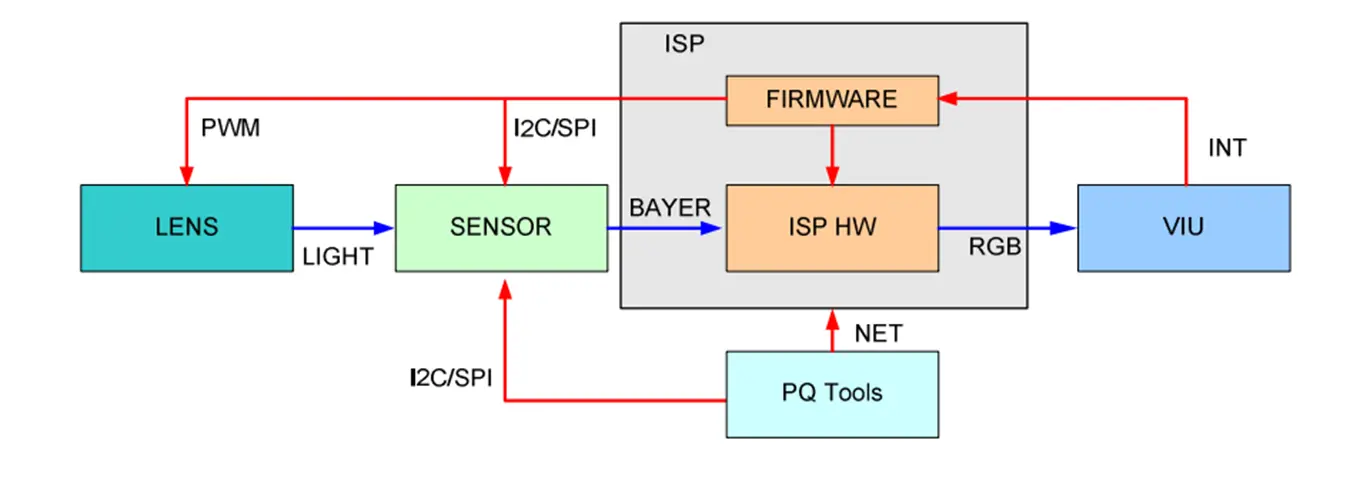 ISP
FIRMWARE
PWM
I2C/SPI
INT
LENS
LIGHT
SENSOR
BAYER
ISP HW
RGB
VIU
NET
I2C/SPI
PQ Tools